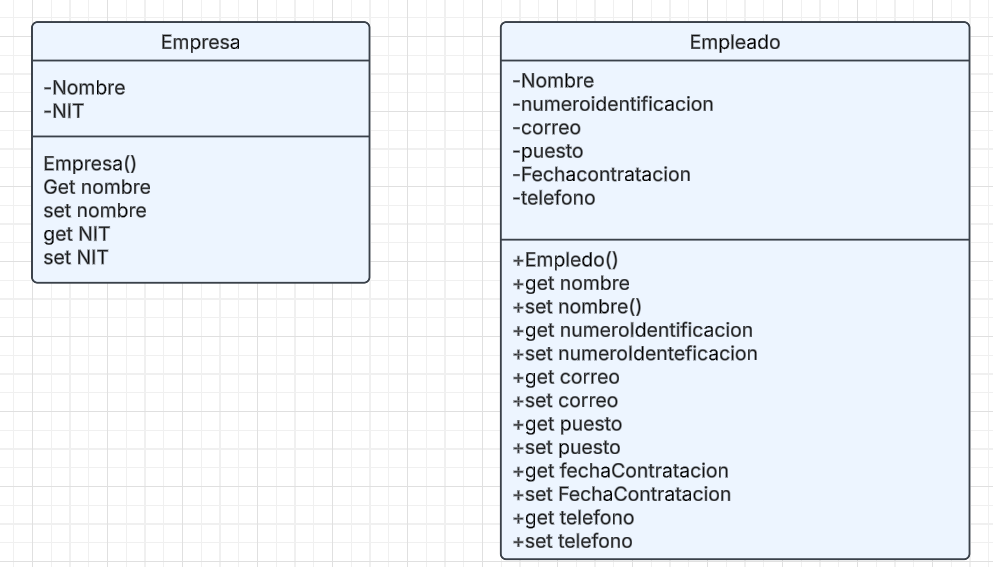 Empresa
-Nombre
-NIT
Empresa()
Get nombre
set nombre
get NIT
set NIT
Empleado
-Nombre
-numeroidentificacion
-correo
-puesto
-Fechacontratacion
-telefono
+Empledo()
+get nombre
+set nombre()
+get numeroIdentificacion
+set numeroIdenteficacion
+get correo
+set correo
+get puesto
+set puesto
+get fechaContratacion
+set FechaContratacion
+get telefono
+set telefono